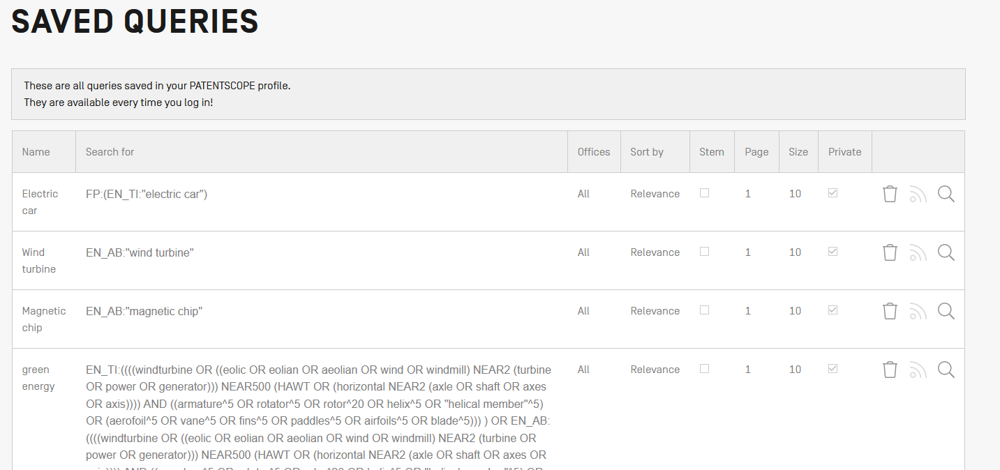 SAVED QUERIES
These are all queries saved in your PATENTSCOPE profile.
They are available every time you log in!
Name Search for Offices Sort by Stem Page Size Private
Electric car FP:(EN_TI:"electric car") All Relevance 1 10
Wind turbine EN_AB:"wind turbine" All Relevance 1 10
Magnetic chip EN_AB:"magnetic chip" All Relevance 1 10
green energy EN_TI:((((windturbine OR ((eolic OR eolian OR aeolian OR wind OR windmill) NEAR2 (turbine All Relevance 1 10
OR power OR generator))) NEAR500 (HAWT OR (horizontal NEAR2 (axle OR shaft OR axes
OR axis)))) AND ((armature^5 OR rotator^5 OR rotor^20 OR helix^5 OR "helical member"^5)
OR (aerofoil^5 OR vane^5 OR fins^5 OR paddles^5 OR airfoils^5 OR blade^5))) ) OR EN_AB:
((((windturbine OR ((eolic OR eolian OR aeolian OR wind OR windmill) NEAR2 (turbine OR
power OR generator))) NEAR500 (HAWT OR (horizontal NEAR2 (axle OR shaft OR axes OR